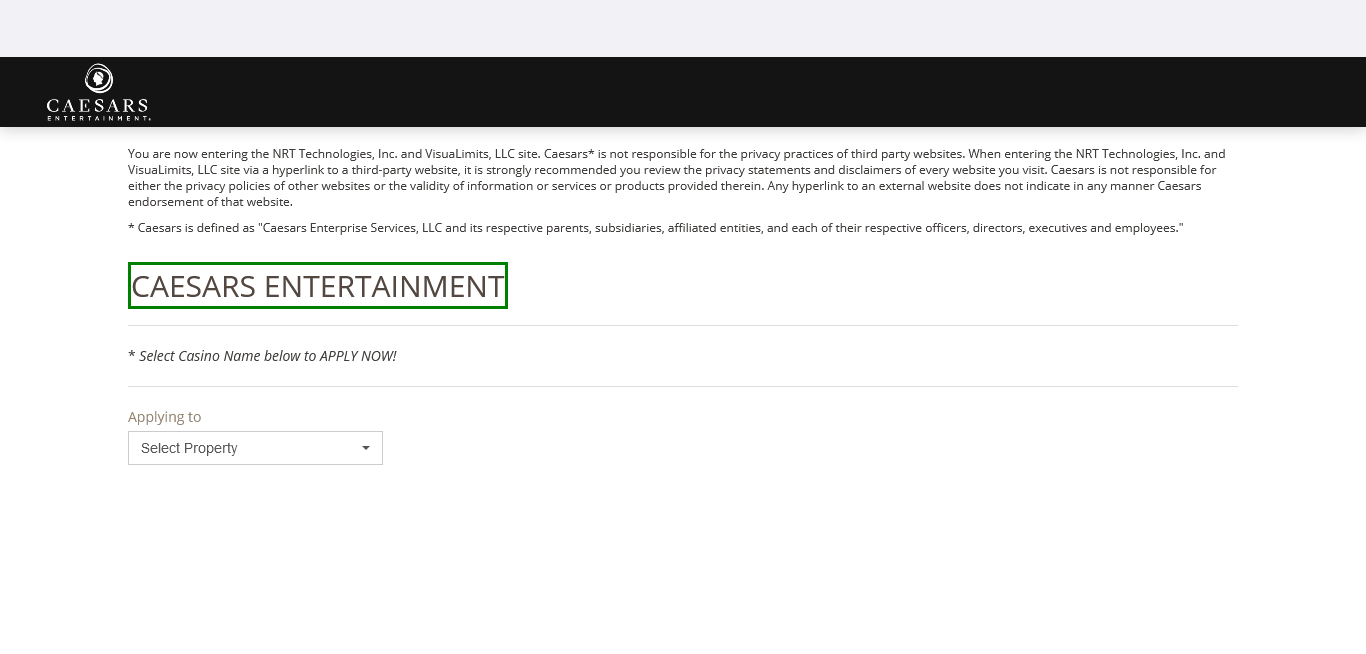 CAESARS
ENTERTAINMENT.
You are now entering the NRT Technologies, Inc. and VisuaLimits, LLC site. Caesars* is not responsible for the privacy practices of third party websites. When entering the NRT Technologies, Inc. and
VisuaLimits, LLC site via a hyperlink to a third-party website, it is strongly recommended you review the privacy statements and disclaimers of every website you visit. Caesars is not responsible for
either the privacy policies of other websites or the validity of information or services or products provided therein. Any hyperlink to an external website does not indicate in any manner Caesars
endorsement of that website.
* Caesars is defined as "Caesars Enterprise Services, LLC and its respective parents, subsidiaries, affiliated entities, and each of their respective officers, directors, executives and employees."
CAESARS ENTERTAINMENT
* Select Casino Name below to APPLY NOW!
Applying to
Select Property